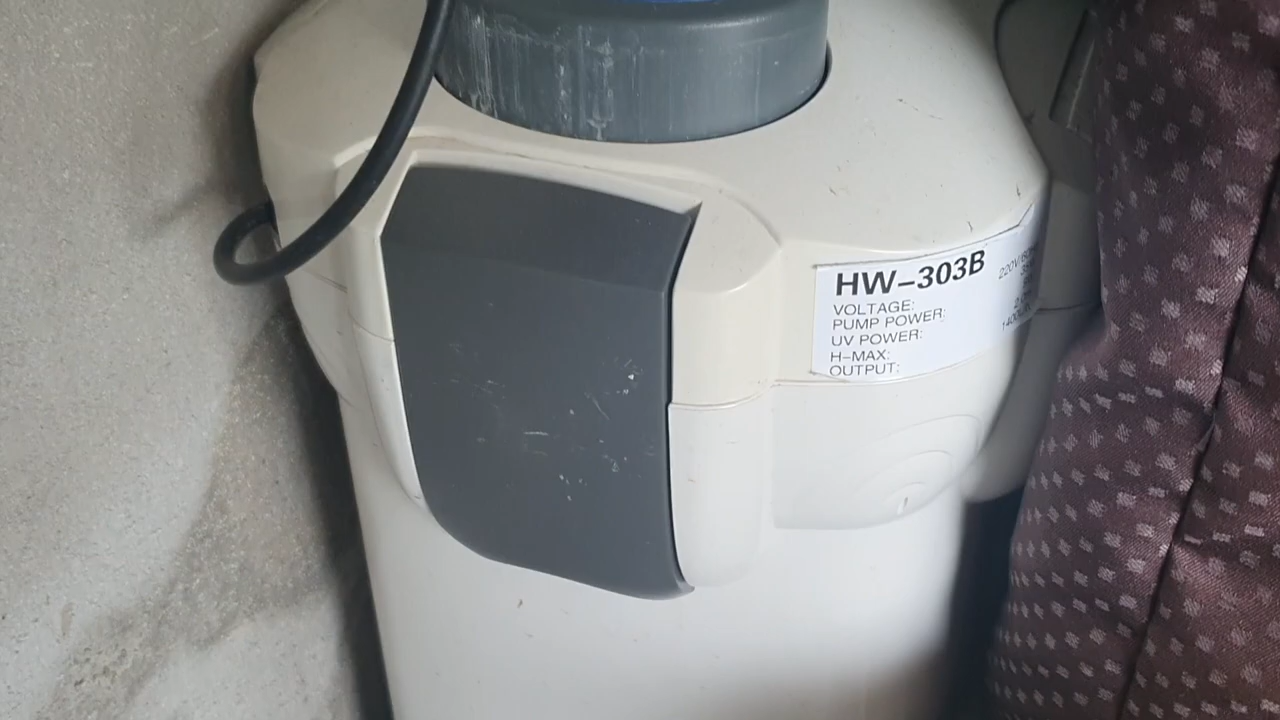 HW-303B
VOLTAGE:
PUMP POWER:
UV POWER:
H-MAX:
OUTPUT: